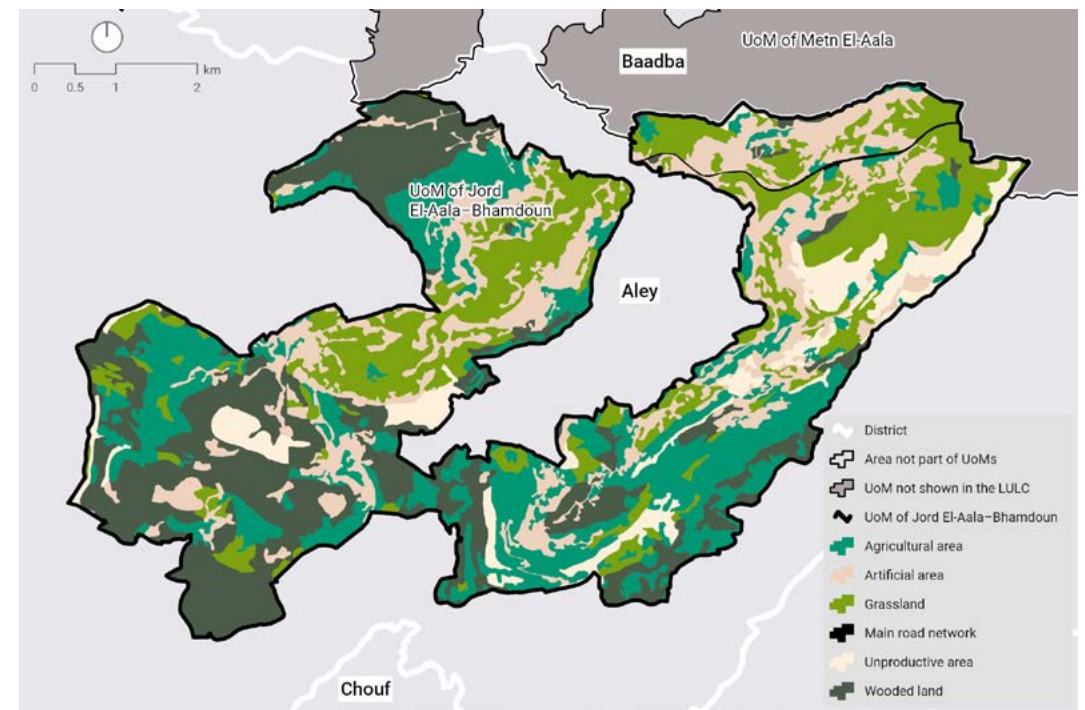 UoM of Metn El-Aala
Baadba
km
0 0.5 1 2
UoM of Jord
El-Aala–Bhamdoun
Aley
Chouf
District
Area not part of UoMs
UoM not shown in the LULC
UoM of Jord El-Aala–Bhamdoun
Agricultural area
Artificial area
Grassland
Main road network
Unproductive area
Wooded land